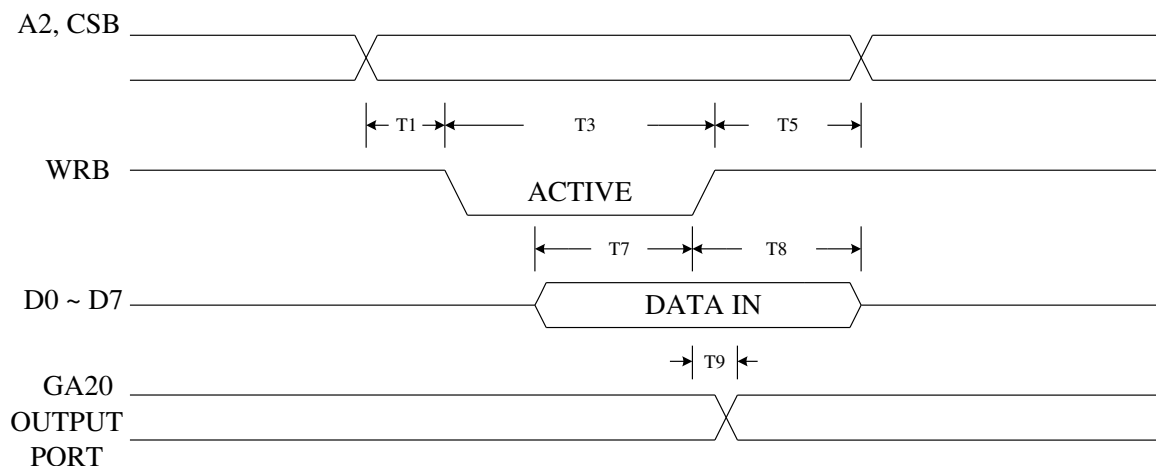 A2, CSB
T1
T3
T5
WRB
ACTIVE
T7
T8
D0 ~ D7
DATA IN
T9
GA20
OUTPUT
PORT